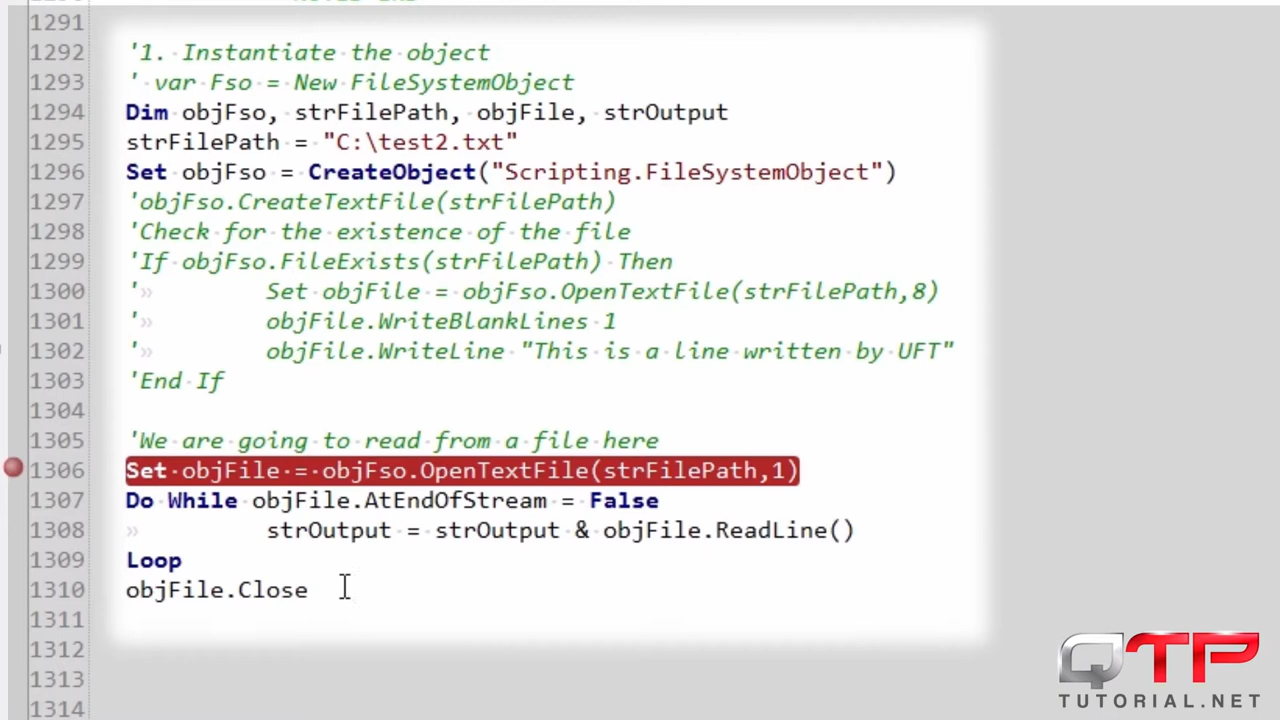 1291
1292 '1. Instantiate the object
1293 ' var Fso = New FileSystemObject
1294 Dim objFso, strFilePath, objFile, strOutput
1295 strFilePath = "C:\test2.txt"
1296 Set objFso = CreateObject("Scripting.FileSystemObject")
1297 'objFso.CreateTextFile(strFilePath)
1298 'Check for the existence of the file
1299 'If objFso.FileExists(strFilePath) Then
1300 '» Set objFile = objFso.OpenTextFile(strFilePath,8)
1301 '» objFile.WriteBlankLines 1
1302 '» objFile.WriteLine "This is a line written by UFT"
1303 'End If
1304
1305 'We are going to read from a file here
1306 Set objFile = objFso.OpenTextFile(strFilePath,1)
1307 Do While objFile.AtEndOfStream = False
1308 » strOutput = strOutput & objFile.ReadLine()
1309 Loop
1310 objFile.Close
1311
1312
1313
1314
QTP
TUTORIAL.NET